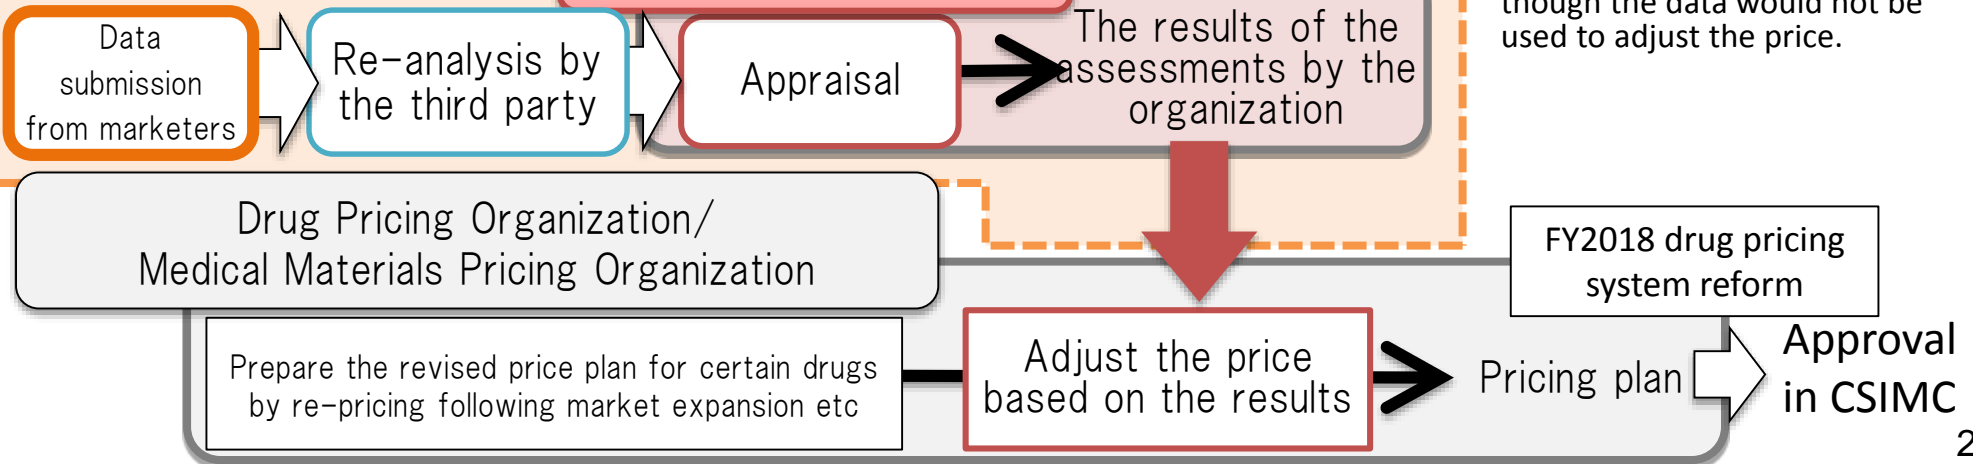 though the data would not be
used to adjust the price.
Data
submission
from marketers
Re-analysis by
the third party
Appraisal
The results of the
assessments by the
organization
Drug Pricing Organization/
Medical Materials Pricing Organization
FY2018 drug pricing
system reform
Prepare the revised price plan for certain drugs
by re-pricing following market expansion etc
Adjust the price
based on the results
Pricing plan
Approval
in CSIMC
2